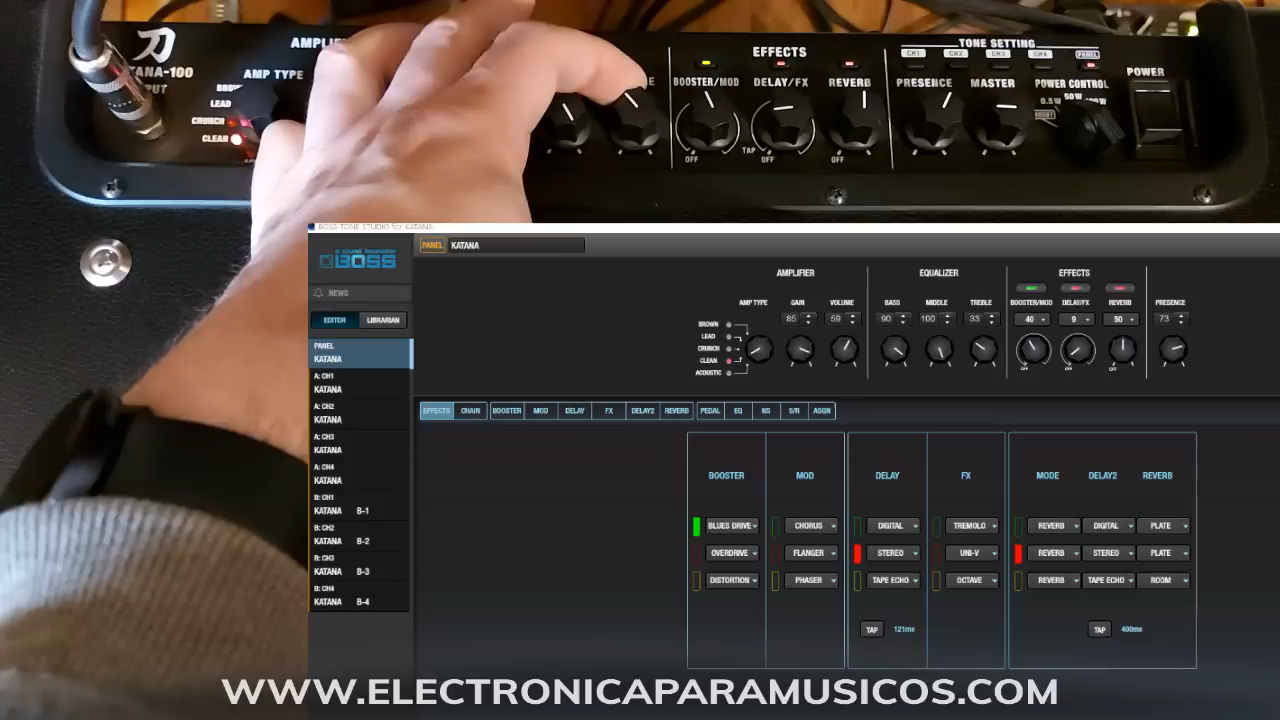 刀
AMP TYPE
LEAD
CRUNCH
CLEAR
EFFECTS
BOOSTER/MOD DELAY/FX REVERB
TAP
OFF OFF OFF
TONE SETTING
CH1 CH2 CH3 CH4 PANEL
PRESENCE MASTER POWER CONTROL
0.5W 50W
POWER
BOSS TONE STUDIO for KATANA
BOSS
NEWS
EDITOR LIBRARIAN
PANEL
KATANA
A: CH1
KATANA
A: CH2
KATANA
A: CH3
KATANA
A: CH4
KATANA
B: CH1
KATANA B-1
B: CH2
KATANA B-2
B: CH3
KATANA B-3
B: CH4
KATANA B-4
PANEL KATANA
AMPLIFIER EQUALIZER EFFECTS
AMP TYPE GAIN VOLUME BASS MIDDLE TREBLE BOOSTER/MOD DELAY/FX REVERB PRESENCE
85 59 90 100 33 40 9 50 73
BROWN
LEAD
CRUNCH
CLEAN
ACOUSTIC
EFFECTS CHAIN BOOSTER MOD DELAY FX DELAY2 REVERB PEDAL EQ NS S/R ASGN
BOOSTER MOD DELAY FX MODE DELAY2 REVERB
BLUES DRIVE CHORUS DIGITAL TREMOLO REVERB DIGITAL PLATE
OVERDRIVE FLANGER STEREO UNI-V REVERB STEREO PLATE
DISTORTION PHASER TAPE ECHO OCTAVE REVERB TAPE ECHO ROOM
TAP 121ms TAP 400ms
WWW.ELECTRONICAPARAMUSICOS.COM